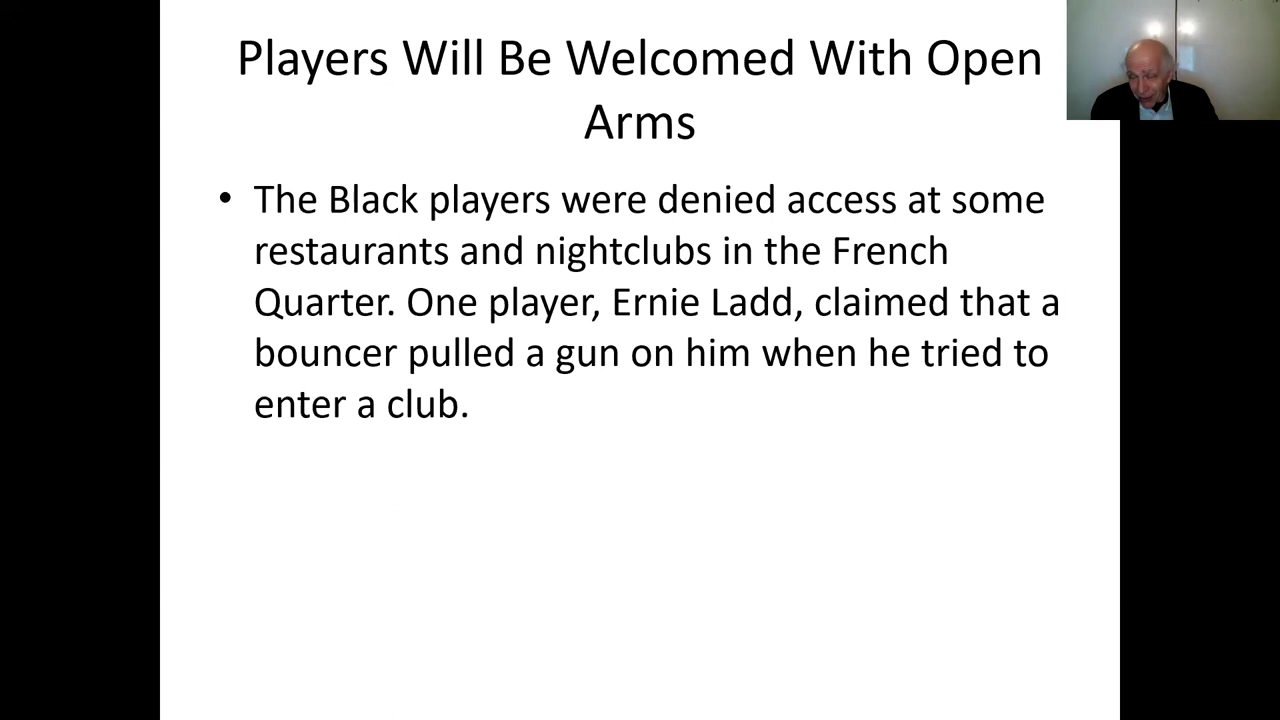 Players Will Be Welcomed With Open
Arms
• The Black players were denied access at some
restaurants and nightclubs in the French
Quarter. One player, Ernie Ladd, claimed that a
bouncer pulled a gun on him when he tried to
enter a club.